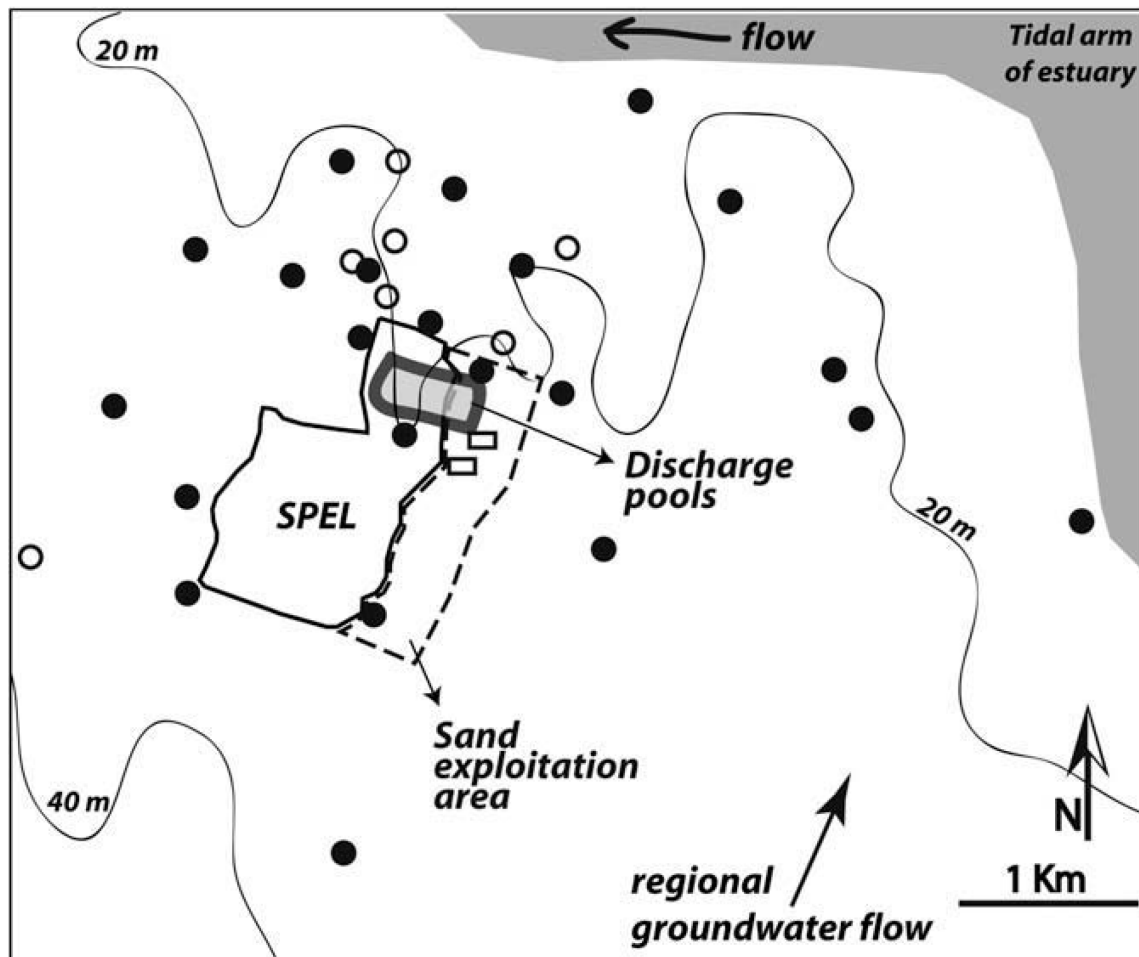 flow
Tidal arm
of estuary
20 m
Discharge
pools
SPEL
20 m
Sand
exploitation
area
40 m
N
1 Km
regional
groundwater flow